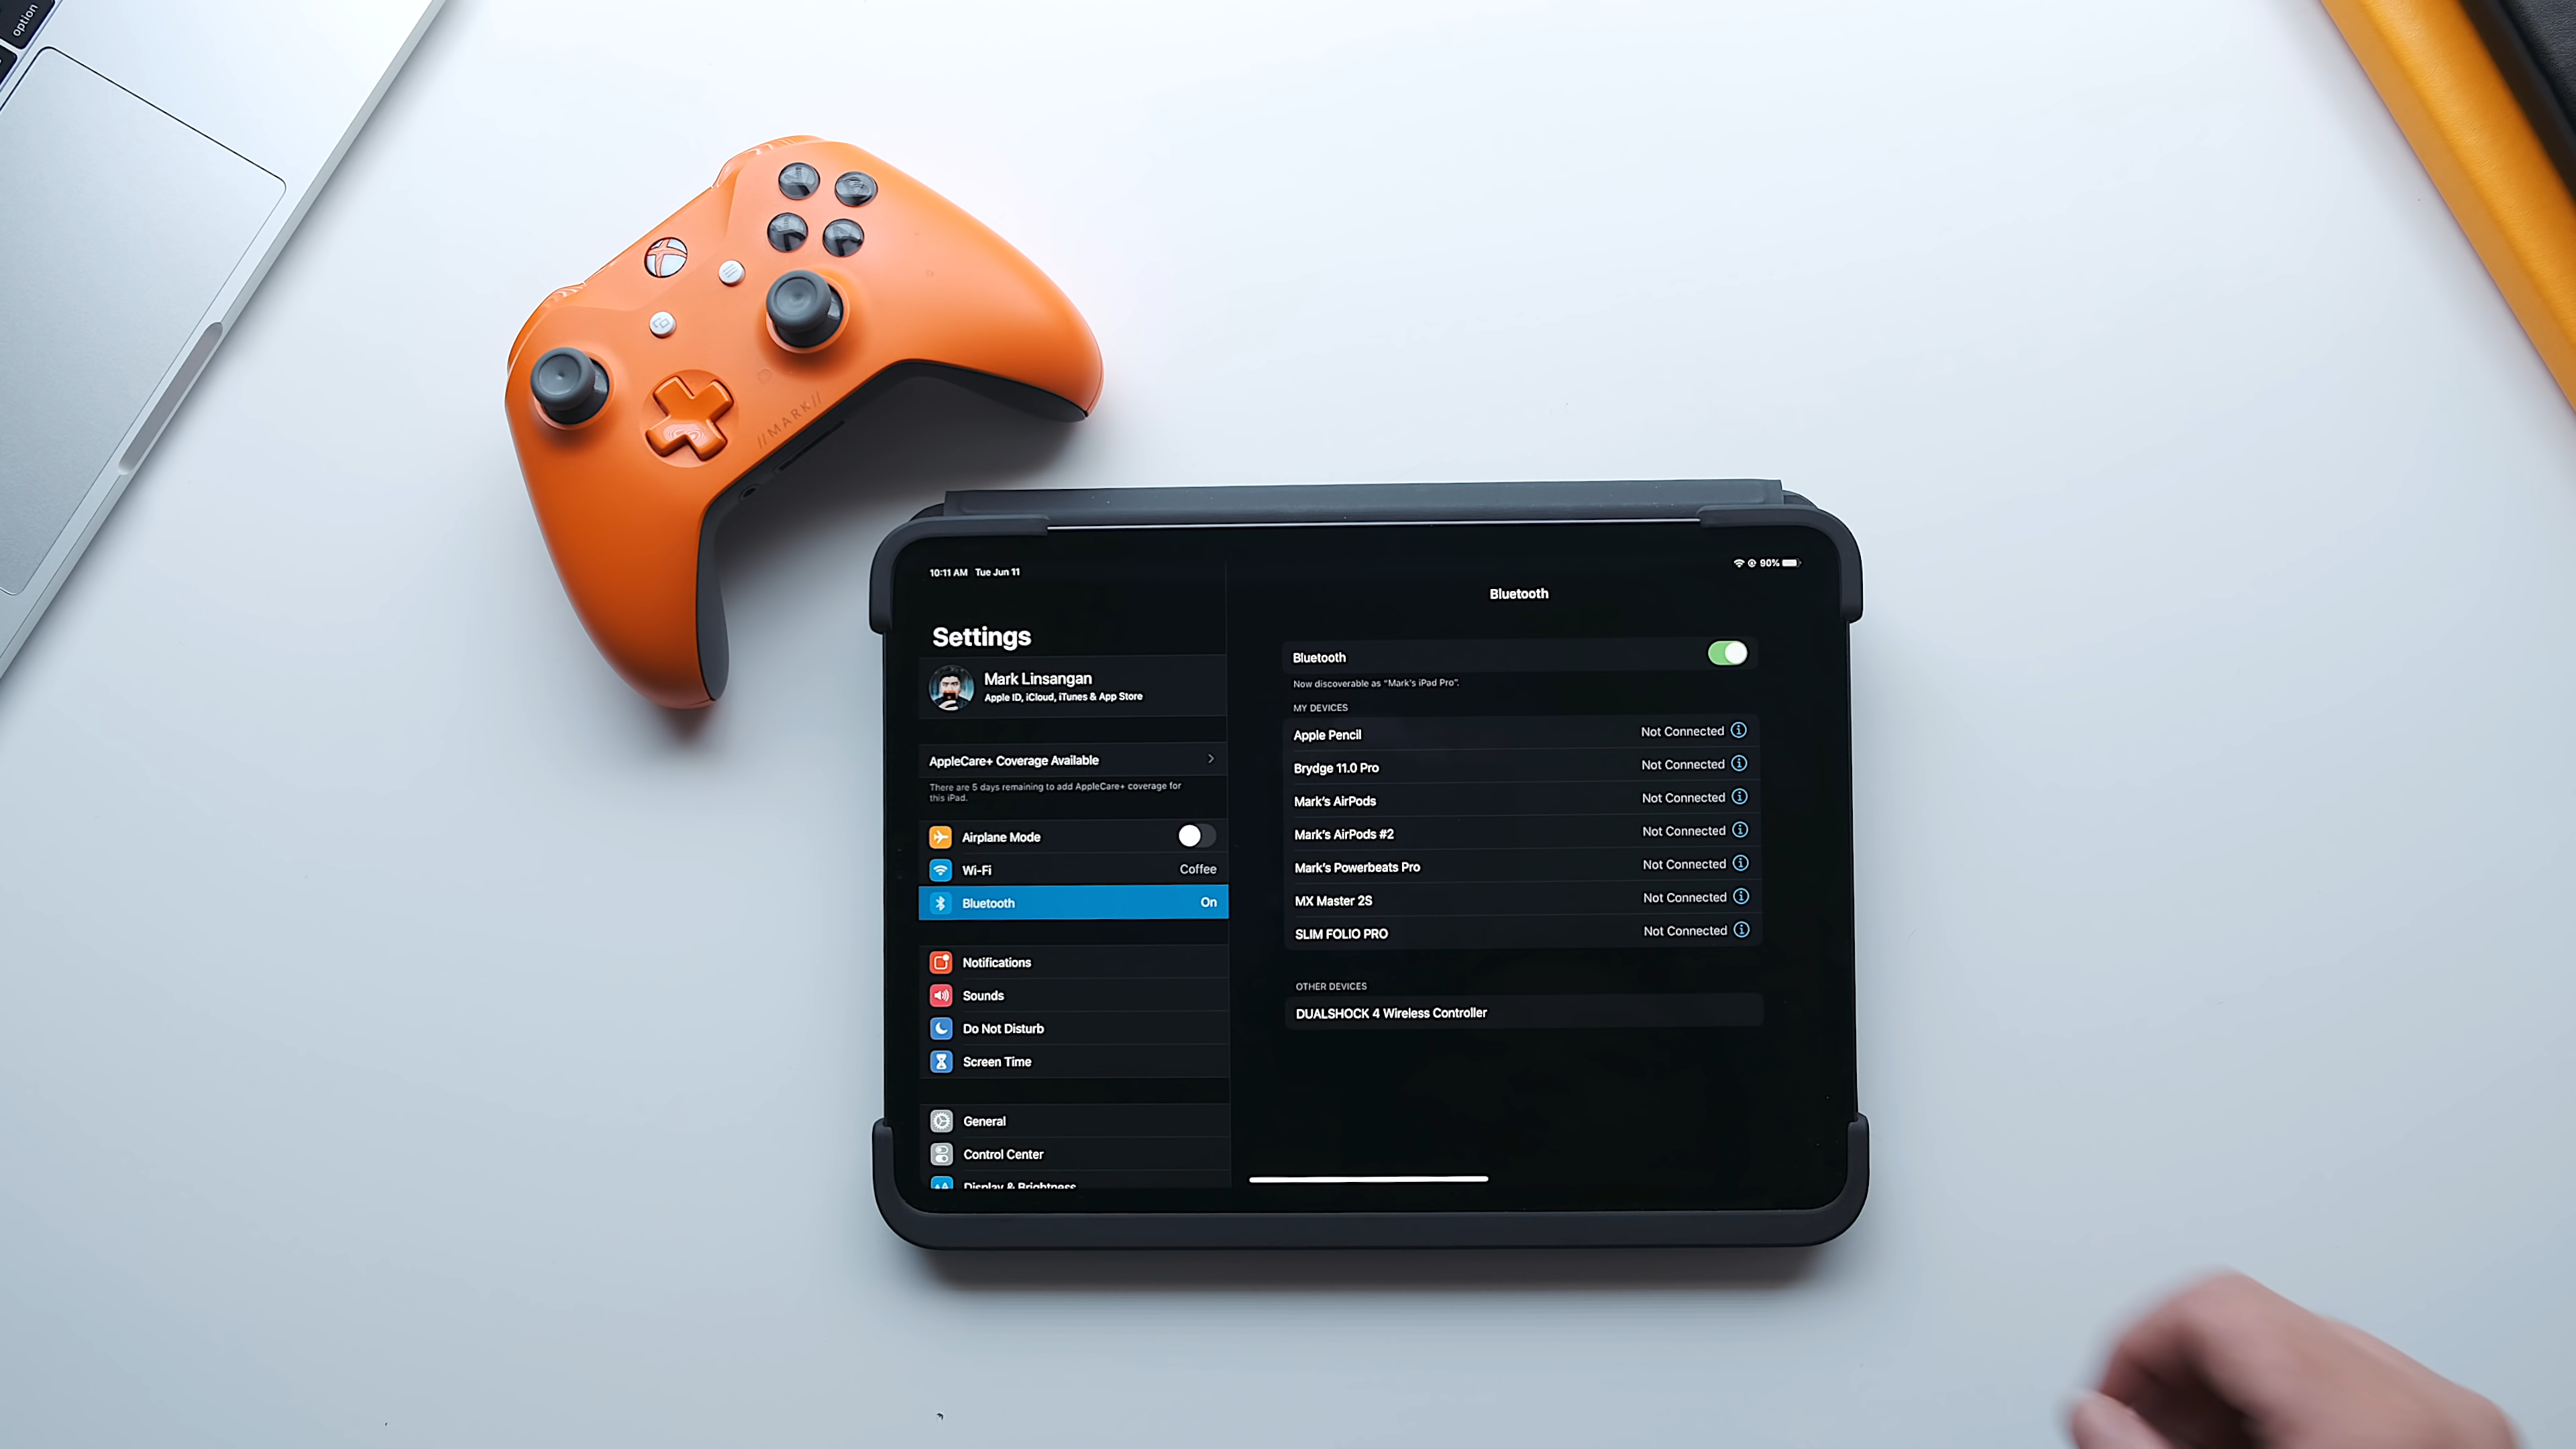 option
//MARK//
10:11 AM Tue Jun 11
90%
Settings
Mark Linsangan
Apple ID, iCloud, iTunes & App Store
AppleCare+ Coverage Available
There are 5 days remaining to add AppleCare+ coverage for
this iPad.
Airplane Mode
Wi-Fi Coffee
Bluetooth On
Notifications
Sounds
Do Not Disturb
Screen Time
General
Control Center
AA Display & Brightness
Bluetooth
Bluetooth
Now discoverable as “Mark's iPad Pro”.
MY DEVICES
Apple Pencil Not Connected
Brydge 11.0 Pro Not Connected
Mark's AirPods Not Connected
Mark's AirPods #2 Not Connected
Mark's Powerbeats Pro Not Connected
MX Master 2S Not Connected
SLIM FOLIO PRO Not Connected
OTHER DEVICES
DUALSHOCK 4 Wireless Controller